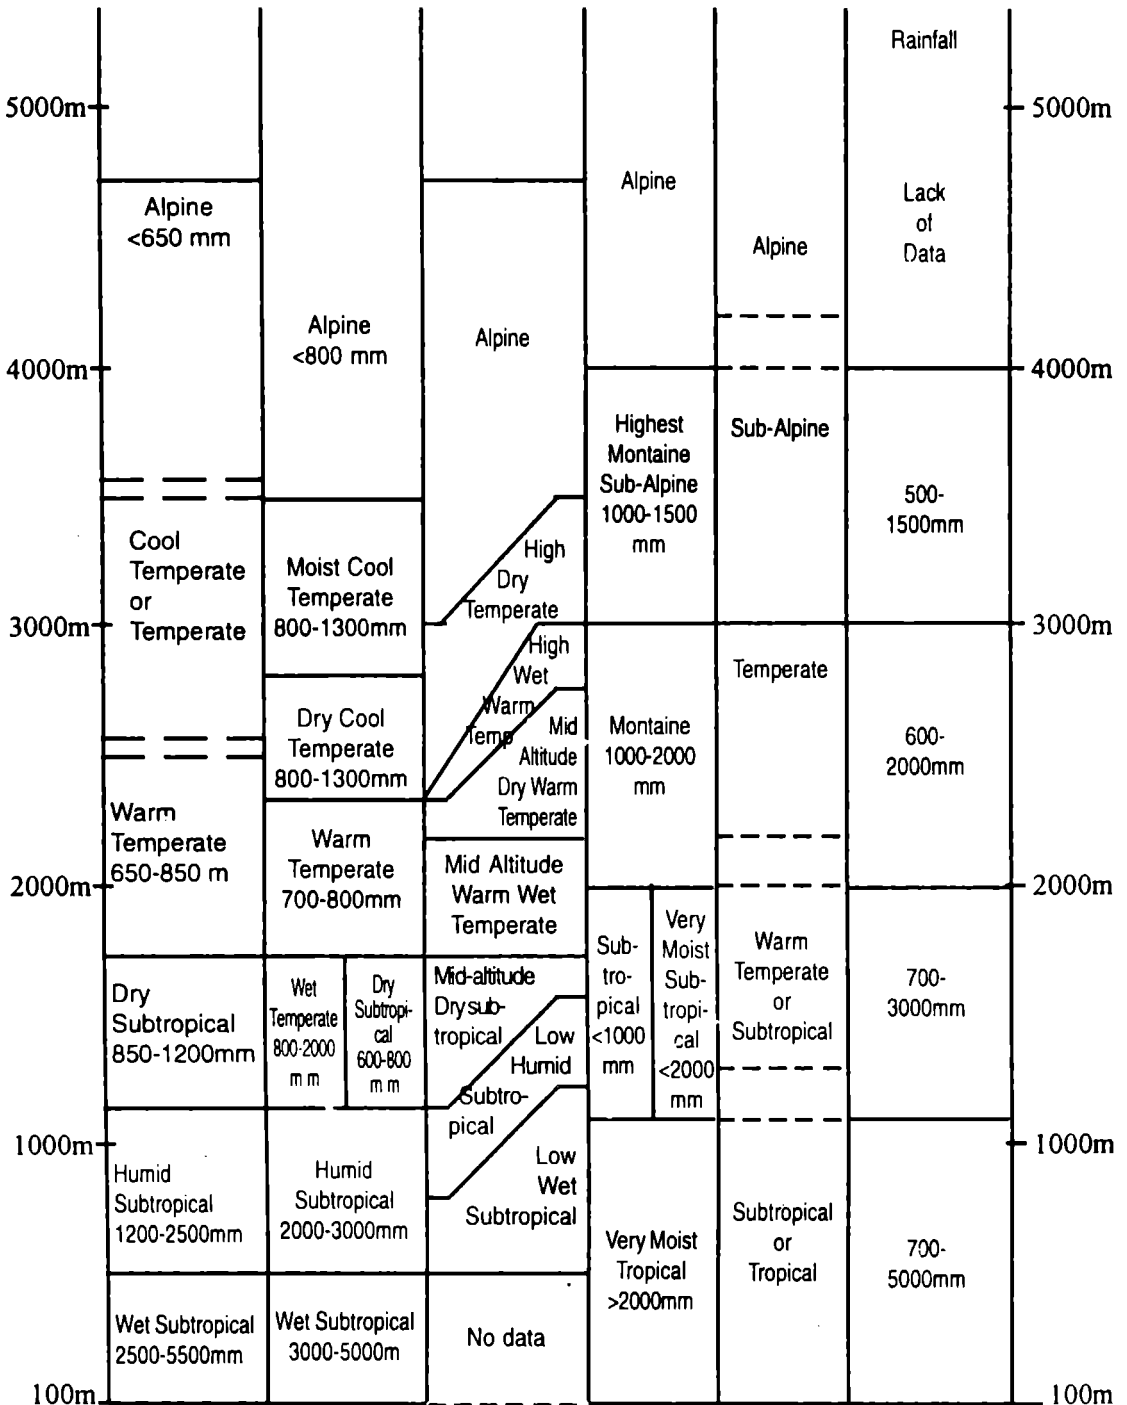 5000m
4000m
3000m
2000m
1000m
100m
Alpine
<650 mm
Cool
Temperate
or
Temperate
Warm
Temperate
650-850 m
Dry
Subtropical
850-1200mm
Humid
Subtropical
1200-2500mm
Wet Subtropical
2500-5500mm
Alpine
<800 mm
Moist Cool
Temperate
800-1300mm
Dry Cool
Temperate
800-1300mm
Warm
Temperate
700-800mm
Wet
Temperate
800-2000
m m
Dry
Subtropi-
cal
600-800
m m
Humid
Subtropical
2000-3000mm
Wet Subtropical
3000-5000m
Alpine
High
Dry
Temperate
High
Wet
Warm
Temp
Mid
Altitude
Dry Warm
Temperate
Mid Altitude
Warm Wet
Temperate
Mid-altitude
Dry sub-
tropical
Low
Humid
Subtro-
pical
Low
Wet
Subtropical
No data
Alpine
Highest
Montaine
Sub-Alpine
1000-1500
mm
Montaine
1000-2000
mm
Sub-
tro-
pical
<1000
mm
Very
Moist
Sub-
tropi-
cal
<2000
mm
Very Moist
Tropical
>2000mm
Alpine
Sub-Alpine
Temperate
Warm
Temperate
or
Subtropical
Subtropical
or
Tropical
Rainfall
Lack
of
Data
500-
1500mm
600-
2000mm
700-
3000mm
700-
5000mm
5000m
4000m
3000m
2000m
1000m
100m